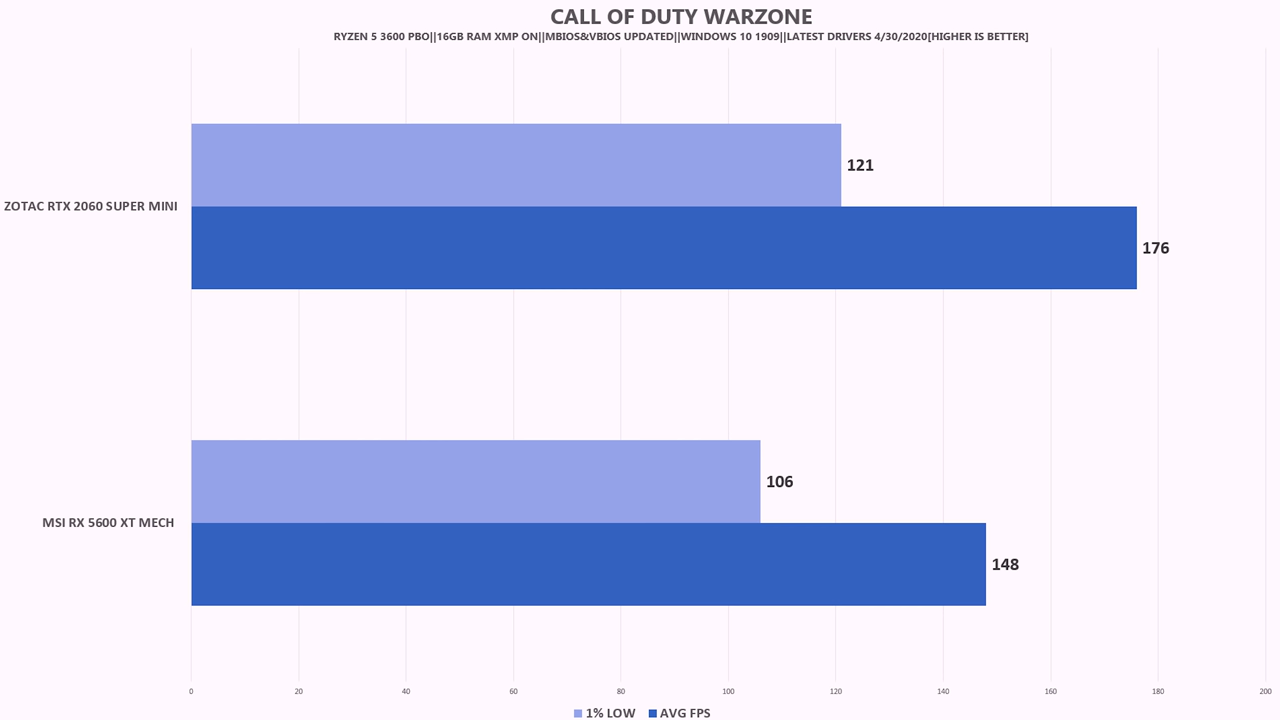 CALL OF DUTY WARZONE
RYZEN 5 3600 PBO||16GB RAM XMP ON||MBIOS&VBIOS UPDATED||WINDOWS 10 1909||LATEST DRIVERS 4/30/2020[HIGHER IS BETTER]
121
ZOTAC RTX 2060 SUPER MINI
176
106
MSI RX 5600 XT MECH
148
0 20 40 60 80 100 120 140 160 180 200
1% LOW AVG FPS